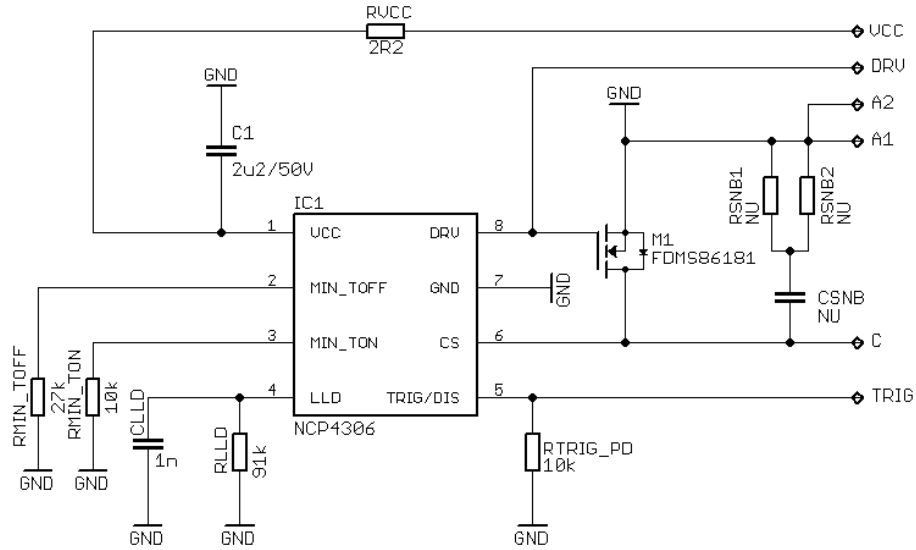 RVCC
2R2
VCC
DRV
A2
A1
GND
GND
C1
2u2/50V
RSNB1
NU
RSNB2
NU
IC1
1
VCC
DRV
8
M1
FDMS86181
2
MIN_TOFF
GND
7
GND
CSNB
NU
3
MIN_TON
CS
6
C
4
LLD
TRIG/DIS
5
TRIG
NCP4306
RMIN_TOFF
27k
RMIN_TON
10k
CLLD
1n
RLLD
91k
RTRIG_PD
10k
GND
GND
GND
GND
GND